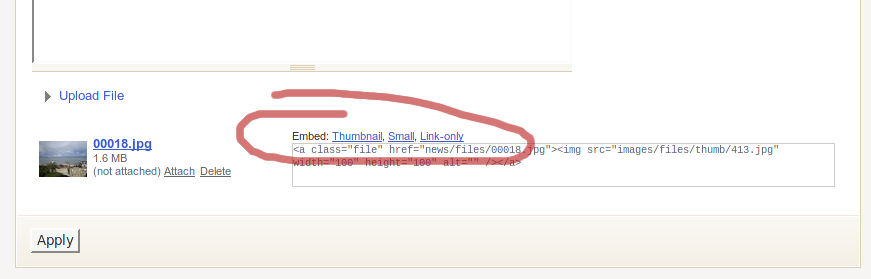 Upload File
00018.jpg
1.6 MB
(not attached) Attach Delete
Embed: Thumbnail, Small, Link-only
<a class="file" href="news/files/00018.jpg"><img src="images/files/thumb/413.jpg"
width="100" height="100" alt="" /></a>
Apply